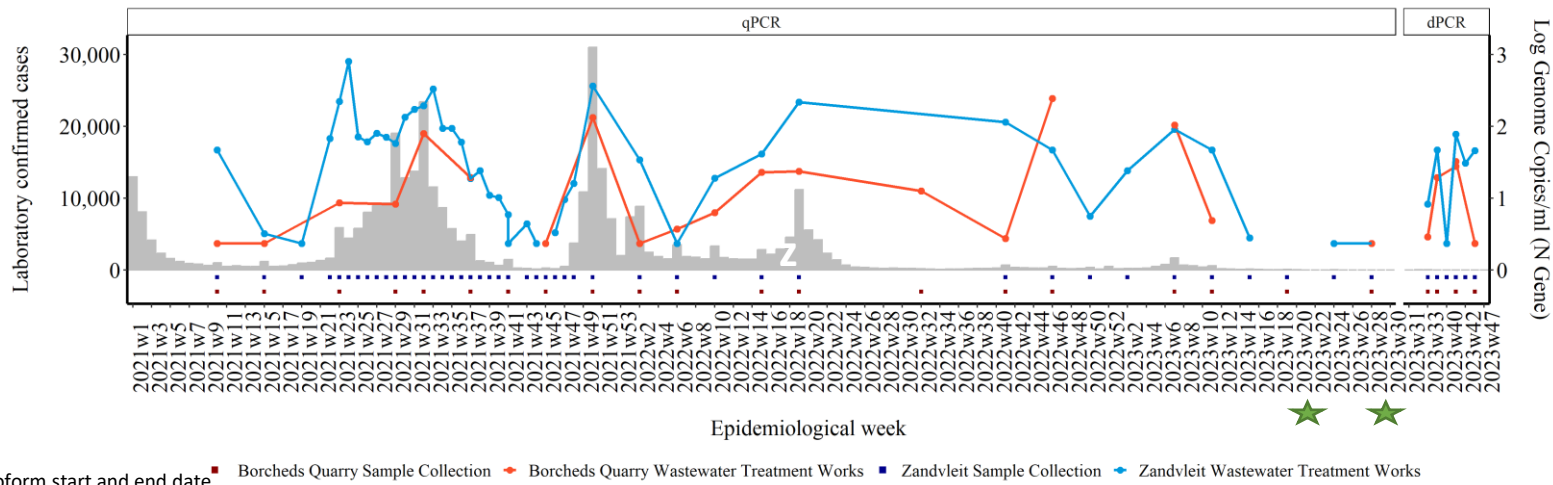 qPCR
dPCR
Laboratory confirmed cases
30,000
20,000
10,000
0
3
2
1
0
Log Genome Copies/ml (N Gene)
Z
2021w1
2021w3
2021w5
2021w7
2021w9
2021w11
2021w13
2021w15
2021w17
2021w19
2021w21
2021w23
2021w25
2021w27
2021w29
2021w31
2021w33
2021w35
2021w37
2021w39
2021w41
2021w43
2021w45
2021w47
2021w49
2021w51
2021w53
2022w2
2022w4
2022w6
2022w8
2022w10
2022w12
2022w14
2022w16
2022w18
2022w20
2022w22
2022w24
2022w26
2022w28
2022w30
2022w32
2022w34
2022w36
2022w38
2022w40
2022w42
2022w44
2022w46
2022w48
2022w50
2022w52
2023w2
2023w4
2023w6
2023w8
2023w10
2023w12
2023w14
2023w16
2023w18
2023w20
2023w22
2023w24
2023w26
2023w28
2023w30
2023w31
2023w33
2023w40
2023w42
2023w47
Epidemiological week
oform start and end date
Borcheds Quarry Sample Collection Borcheds Quarry Wastewater Treatment Works Zandvleit Sample Collection Zandvleit Wastewater Treatment Works